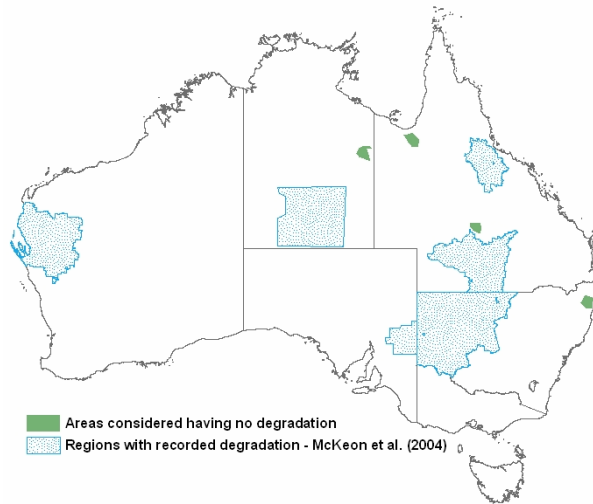 Areas considered having no degradation
Regions with recorded degradation - McKeon et al. (2004)